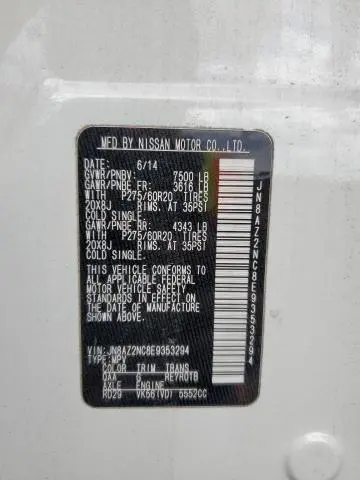 MFD BY NISSAN MOTOR CO.,LTD.
DATE: 6/14
GVWR/PNBV: 7500 LB
GAWR/PNBE FR: 3616 LB
WITH P275/60R20 TIRES
20X8J RIMS, AT 35PSI
COLD SINGLE.
GAWR/PNBE RR: 4343 LB
WITH P275/60R20 TIRES
20X8J RIMS, AT 35PSI
COLD SINGLE.
THIS VEHICLE CONFORMS TO
ALL APPLICABLE FEDERAL
MOTOR VEHICLE SAFETY
STANDARDS IN EFFECT ON
THE DATE OF MANUFACTURE
SHOWN ABOVE.
VIN: JN8AZ2NC8E9353294
TYPE: MPV
COLOR TRIM TRANS
QAA G RE7R01B
AXLE ENGINE
RD29 VK56(VD) 5552CC
JN8AZ2NC8E9353294